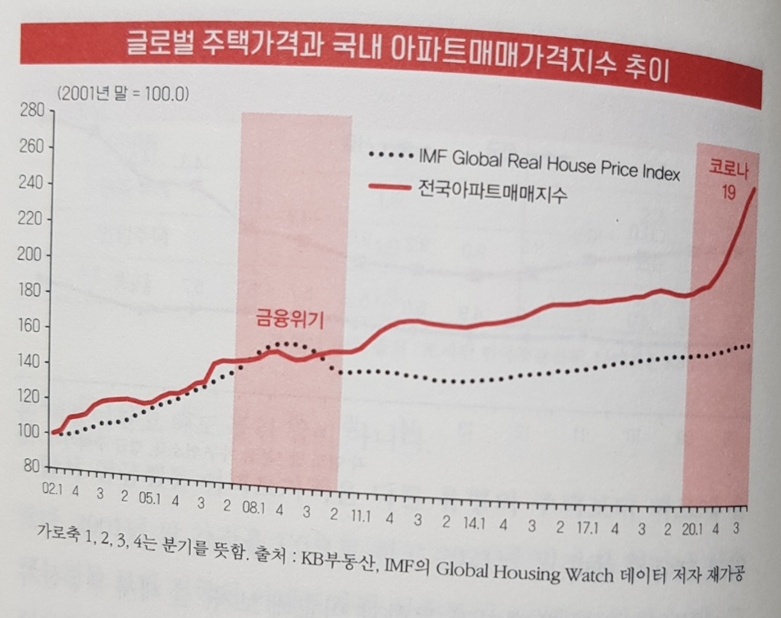 글로벌 주택가격과 국내 아파트매매가격지수 추이
(2001년 말 = 100.0)
280
260
240
220
200
180
160
140
120
100
80
IMF Global Real House Price Index
전국아파트매매지수
코로나
19
금융위기
02.1 4 3 2 05.1 4 3 2 08.1 4 3 2 11.1 4 3 2 14.1 4 3 2 17.1 4 3 2 20.1 4 3
가로축 1, 2, 3, 4는 분기를 뜻함. 출처 : KB부동산, IMF의 Global Housing Watch 데이터 저자 재가공